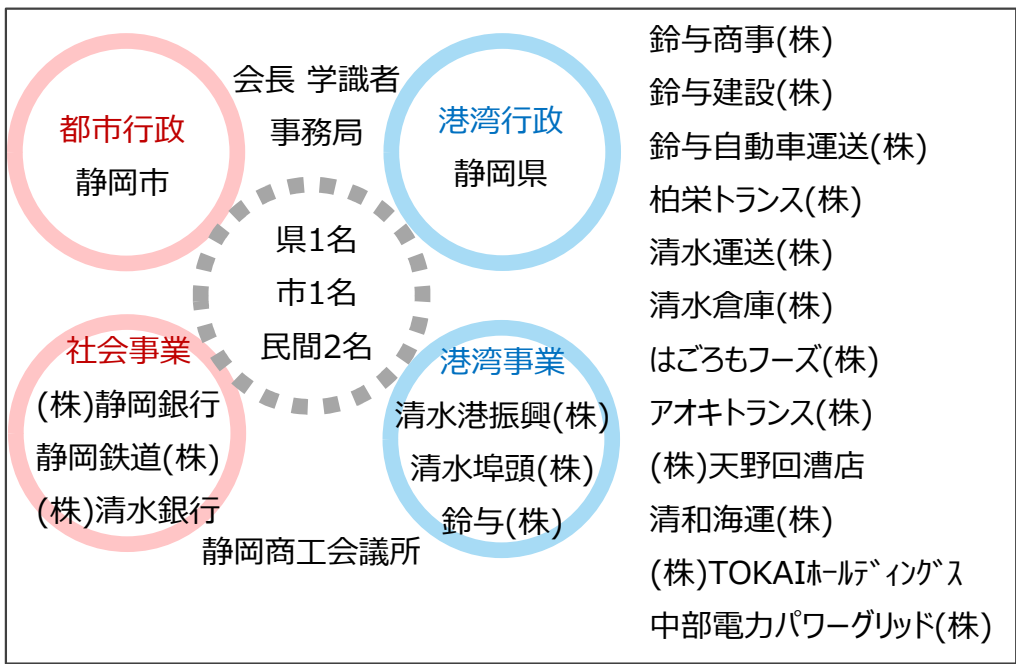 都市行政
静岡市
会長 学識者
事務局
港湾行政
静岡県
県1名
市1名
民間2名
社会事業
(株)静岡銀行
静岡鉄道(株)
(株)清水銀行
港湾事業
清水港振興(株)
清水埠頭(株)
鈴与(株)
静岡商工会議所
鈴与商事(株)
鈴与建設(株)
鈴与自動車運送(株)
柏栄トランス(株)
清水運送(株)
清水倉庫(株)
はごろもフーズ(株)
アオキトランス(株)
(株)天野回漕店
清和海運(株)
(株)TOKAIホールディングス
中部電力パワーグリッド(株)